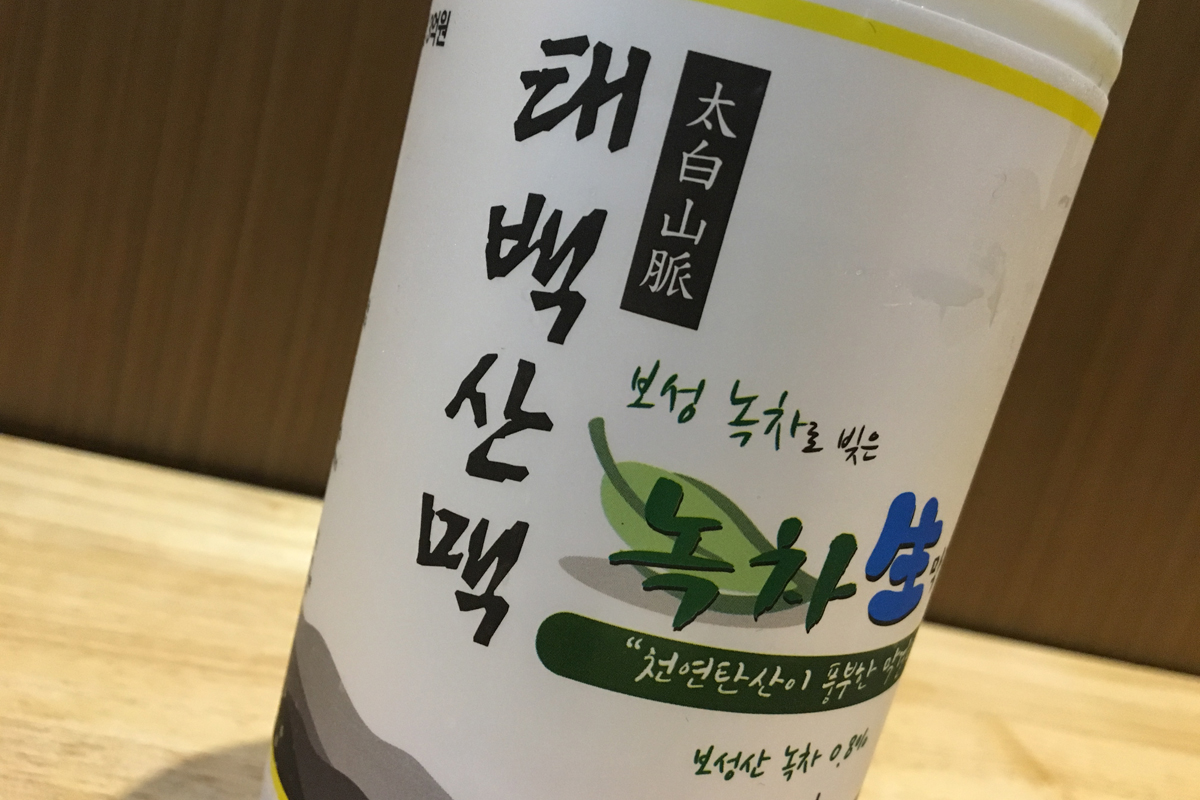 태백산맥
太白山脈
보성 녹차로 빚은
녹차生
“천연탄산이 풍부한
보성산 녹차 0.8%